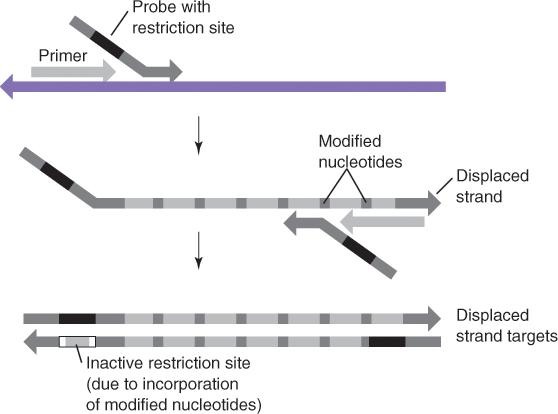 Probe with
restriction site
Primer
Modified
nucleotides
Displaced
strand
Displaced
strand targets
Inactive restriction site
(due to incorporation
of modified nucleotides)